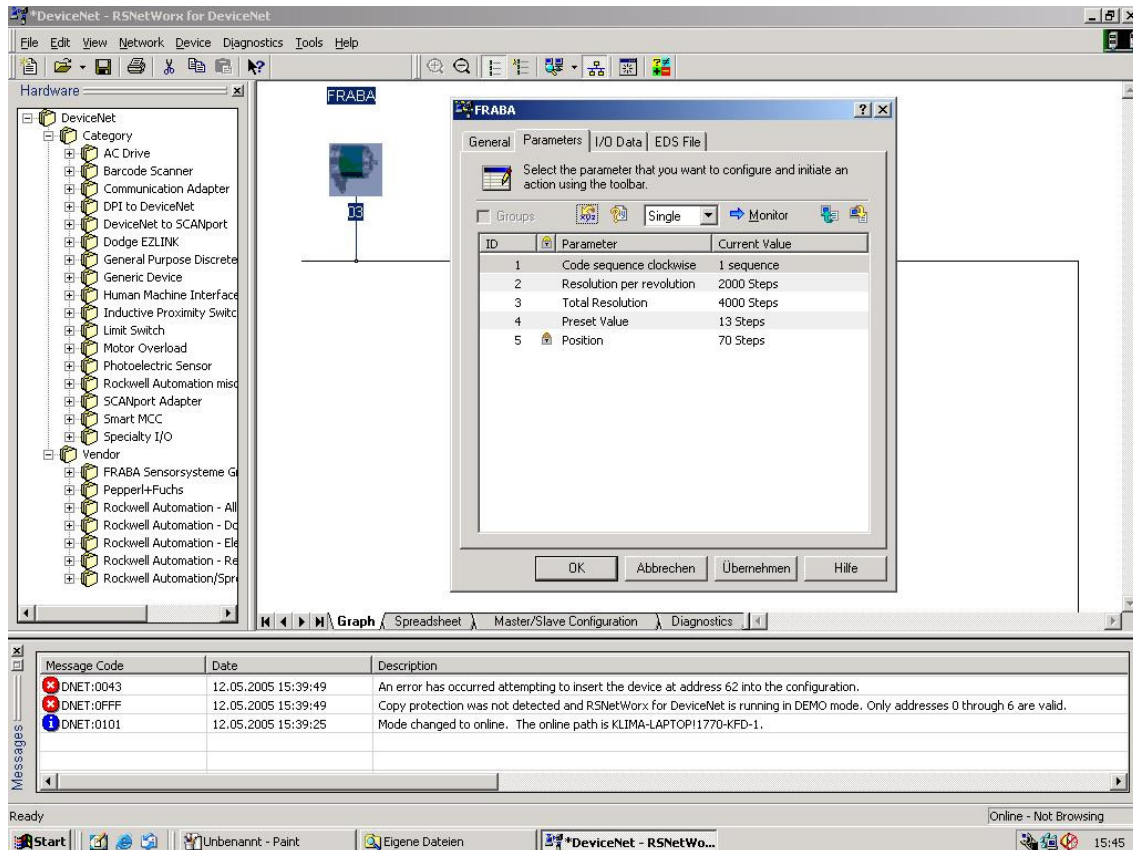 *DeviceNet - RSNetWorx for DeviceNet
File Edit View Network Device Diagnostics Tools Help
Single
Hardware
DeviceNet
Category
AC Drive
Barcode Scanner
Communication Adapter
DPI to DeviceNet
DeviceNet to SCANport
Dodge EZLINK
General Purpose Discrete
Generic Device
Human Machine Interface
Inductive Proximity Switc
Limit Switch
Motor Overload
Photoelectric Sensor
Rockwell Automation misc
SCANport Adapter
Smart MCC
Specialty I/O
Vendor
FRABA Sensorsysteme G
Pepperl+Fuchs
Rockwell Automation - All
Rockwell Automation - Do
Rockwell Automation - Ele
Rockwell Automation - Re
Rockwell Automation/Spr
FRABA
03
FRABA
General Parameters I/O Data EDS File
Select the parameter that you want to configure and initiate an
action using the toolbar.
Groups Single Monitor
ID Parameter Current Value
1 Code sequence clockwise 1 sequence
2 Resolution per revolution 2000 Steps
3 Total Resolution 4000 Steps
4 Preset Value 13 Steps
5 Position 70 Steps
OK Abbrechen Übernehmen Hilfe
Graph Spreadsheet Master/Slave Configuration Diagnostics
Messages
Message Code Date Description
DNET:0043 12.05.2005 15:39:49 An error has occurred attempting to insert the device at address 62 into the configuration.
DNET:0FFF 12.05.2005 15:39:49 Copy protection was not detected and RSNetWorx for DeviceNet is running in DEMO mode. Only addresses 0 through 6 are valid.
DNET:0101 12.05.2005 15:39:25 Mode changed to online. The online path is KLIMA-LAPTOP!1770-KFD-1.
Ready Online - Not Browsing
Start Unbenannt - Paint Eigene Dateien *DeviceNet - RSNetWo... 15:45